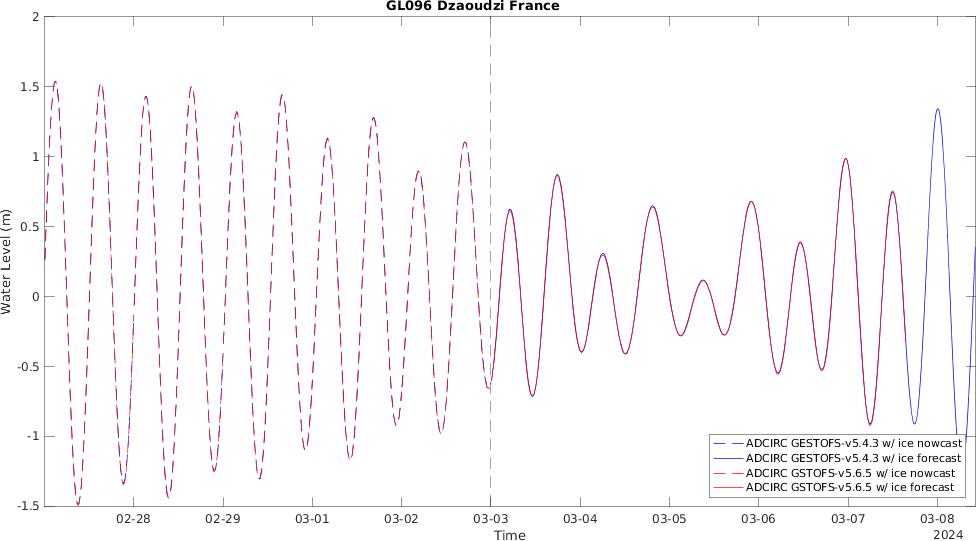 GL096 Dzaoudzi France
2
1.5
1
0.5
0
-0.5
-1
-1.5
Water Level (m)
02-28
02-29
03-01
03-02
03-03
03-04
03-05
03-06
03-07
03-08
Time
2024
ADCIRC GESTOFS-v5.4.3 w/ ice nowcast
ADCIRC GESTOFS-v5.4.3 w/ ice forecast
ADCIRC GSTOFS-v5.6.5 w/ ice nowcast
ADCIRC GSTOFS-v5.6.5 w/ ice forecast